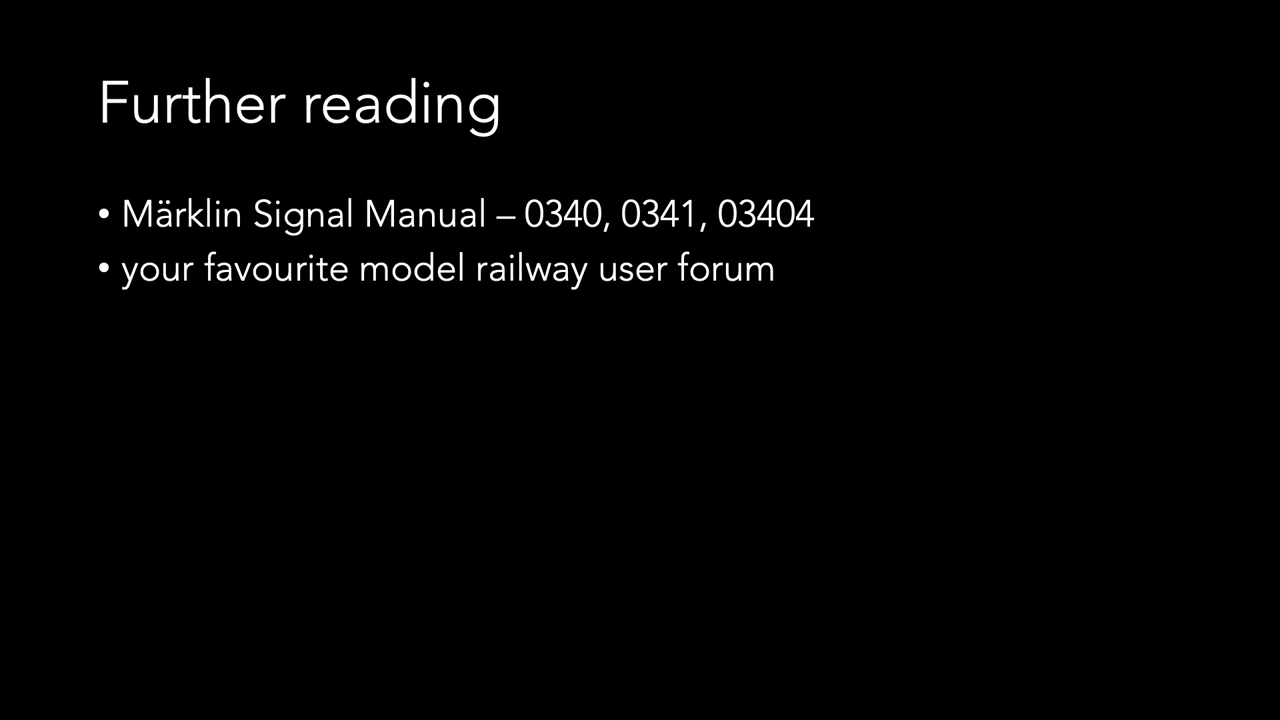 Further reading
• Märklin Signal Manual – 0340, 0341, 03404
• your favourite model railway user forum